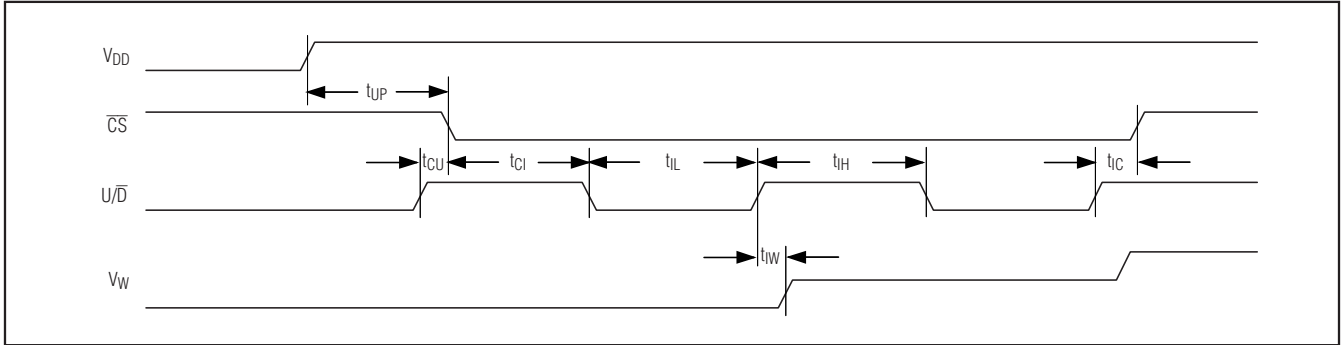 VDD
tUP
CS
tCU tCI tIL tIH tIC
U/D
tIW
VW